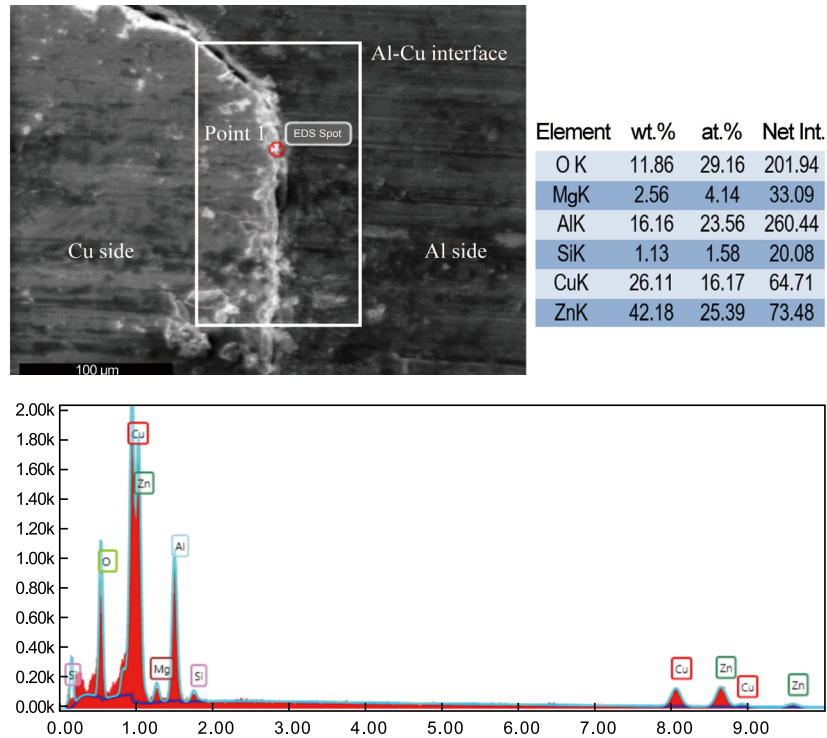 Al-Cu interface
Point 1
EDS Spot
Cu side
Al side
100 μm
Element wt.% at.% Net Int.
O K 11.86 29.16 201.94
MgK 2.56 4.14 33.09
AlK 16.16 23.56 260.44
SiK 1.13 1.58 20.08
CuK 26.11 16.17 64.71
ZnK 42.18 25.39 73.48
2.00k
1.80k
1.60k
1.40k
1.20k
1.00k
0.80k
0.60k
0.40k
0.20k
0.00k
Cu
Zn
O
Al
Si
Mg
Si
Cu
Zn
Cu
Zn
0.00 1.00 2.00 3.00 4.00 5.00 6.00 7.00 8.00 9.00